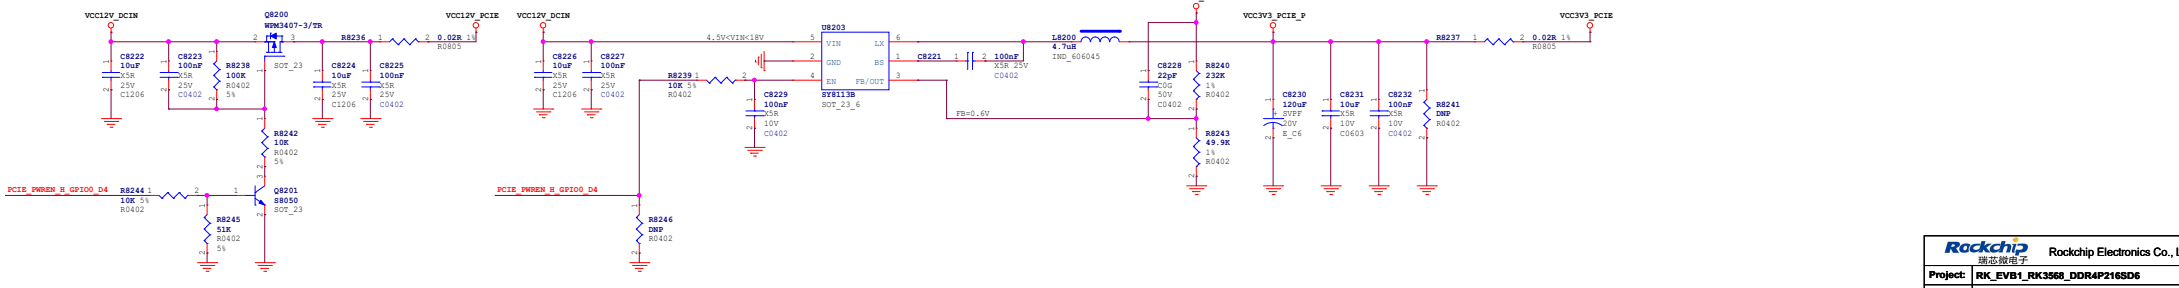 VCC12V_DCIN
Q8200
WPM3407-3/TR
SOT_23
VCC12V_PCIE
C8222
10uF
X5R
25V
C1206
C8223
100nF
X5R
25V
C0402
R8238
100K
R0402
5%
C8224
10uF
X5R
25V
C1206
C8225
100nF
X5R
25V
C0402
R8236
0.02R 1%
R0805
R8242
10K
R0402
5%
PCIE_PWREN_H_GPIO0_D4
R8244
10K 5%
R0402
Q8201
S8050
SOT_23
R8245
51K
R0402
5%
VCC12V_DCIN
4.5V<VIN<18V
C8226
10uF
X5R
25V
C1206
C8227
100nF
X5R
25V
C0402
R8239
10K 5%
R0402
C8229
100nF
X5R
10V
C0402
U8203
5 VIN
2 GND
4 EN
LX 6
BS 1
FB/OUT 3
SY8113B
SOT_23_6
C8221
100nF
X5R 25V
C0402
L8200
4.7uH
IND_606045
FB=0.6V
C8228
22pF
C0G
50V
C0402
R8240
232K
1%
R0402
R8243
49.9K
1%
R0402
PCIE_PWREN_H_GPIO0_D4
R8246
DNP
R0402
VCC3V3_PCIE_P
C8230
120uF
SVPF
20V
E_C6
C8231
10uF
X5R
10V
C0603
C8232
100nF
X5R
10V
C0402
R8241
DNP
R0402
R8237
0.02R 1%
R0805
VCC3V3_PCIE
Rockchip
瑞芯微电子
Rockchip Electronics Co., L
Project: RK_EVB1_RK3568_DDR4P216SD6